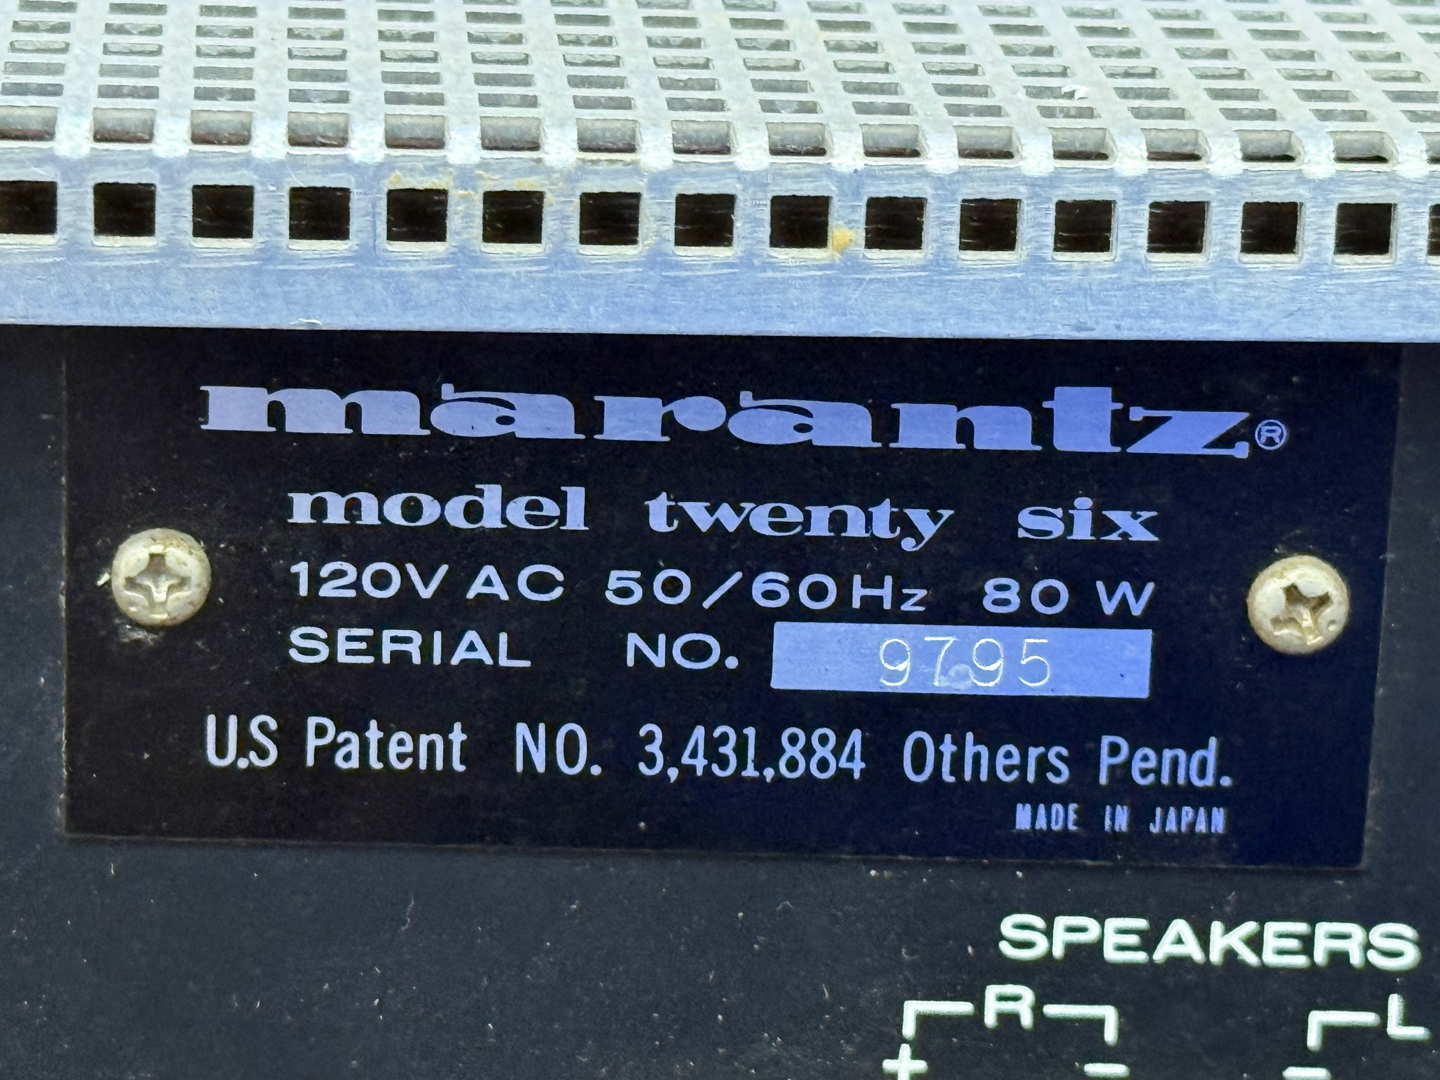 marantz®
model twenty six
120V AC 50/60Hz 80 W
SERIAL NO. 9795
U.S Patent NO. 3,431,884 Others Pend.
MADE IN JAPAN
SPEAKERS
R L
+ - -